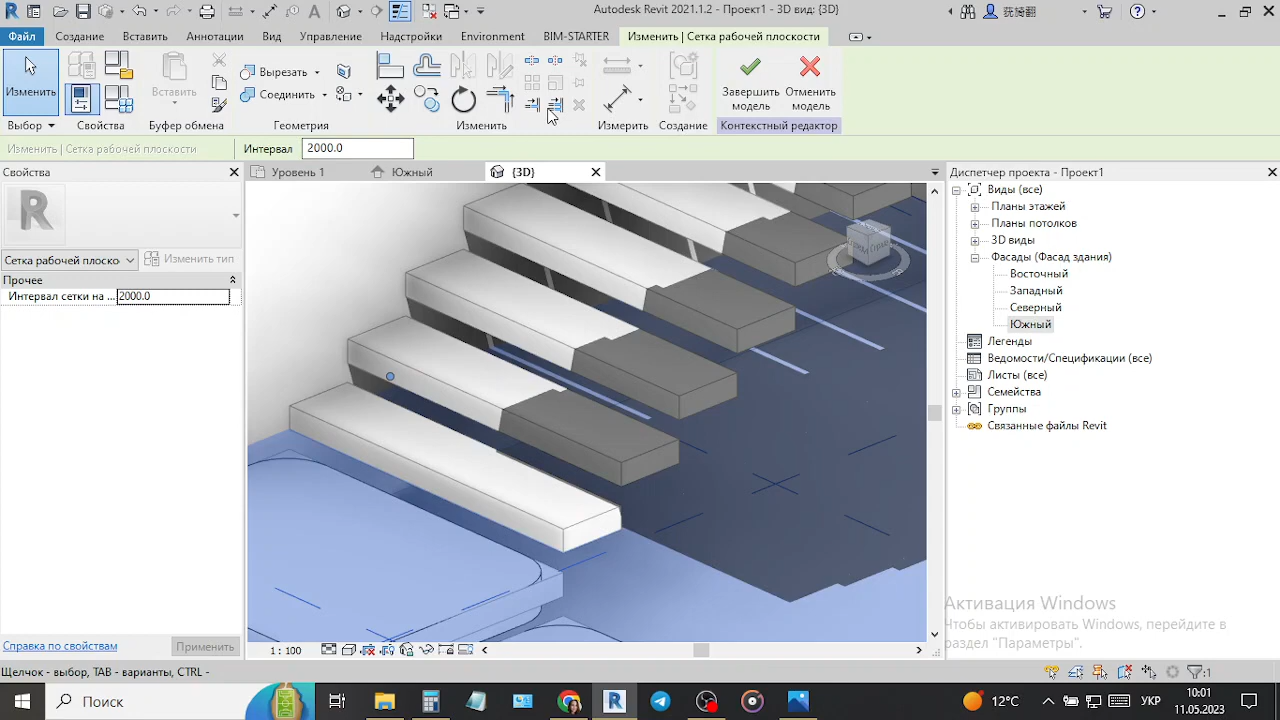 Autodesk Revit 2021.1.2 - Проект1 - 3D вид: {3D}
Файл Создание Вставить Аннотации Вид Управление Надстройки Environment BIM-STARTER Изменить | Сетка рабочей плоскости
Изменить Вставить Вырезать Соединить Завершить модель Отменить модель
Выбор Свойства Буфер обмена Геометрия Изменить Измерить Создание Контекстный редактор
Изменить | Сетка рабочей плоскости Интервал 2000.0
Свойства Уровень 1 Южный {3D} Диспетчер проекта - Проект1
Виды (все)
Планы этажей
Планы потолков
3D виды
Фасады (Фасад здания)
Восточный
Западный
Северный
Южный
Легенды
Ведомости/Спецификации (все)
Листы (все)
Семейства
Группы
Связанные файлы Revit
Сетка рабочей плоско Изменить тип
Прочее
Интервал сетки на ... 2000.0
Справа
Активация Windows
Чтобы активировать Windows, перейдите в
раздел "Параметры".
Справка по свойствам Применить : 100
Щелчок - выбор, TAB - варианты, CTRL - :1
Поиск 12°C УКР 10:01
11.05.2023